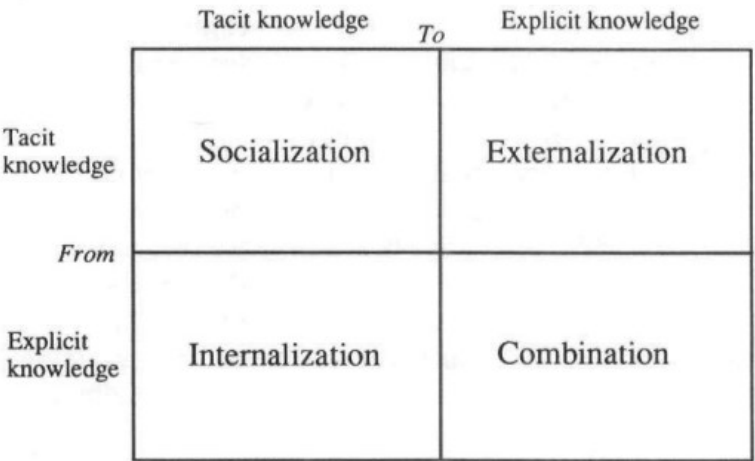 Tacit knowledge To Explicit knowledge
Tacit
knowledge
Socialization Externalization
From
Explicit
knowledge
Internalization Combination